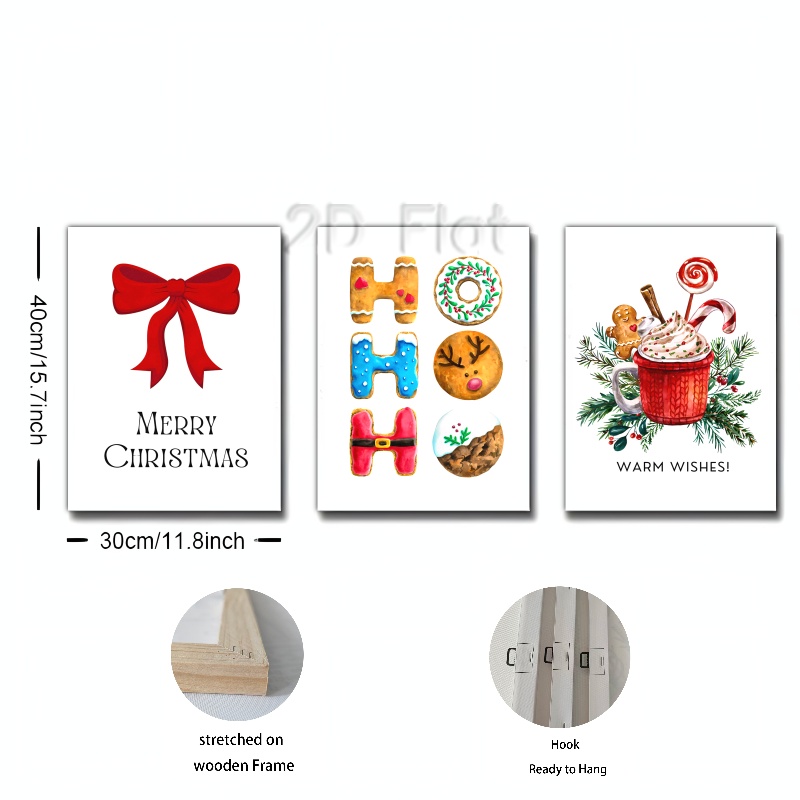 2D Flat
40cm/15.7inch
MERRY
CHRISTMAS
HO
HO
HO
WARM WISHES!
30cm/11.8inch
stretched on
wooden Frame
Hook
Ready to Hang